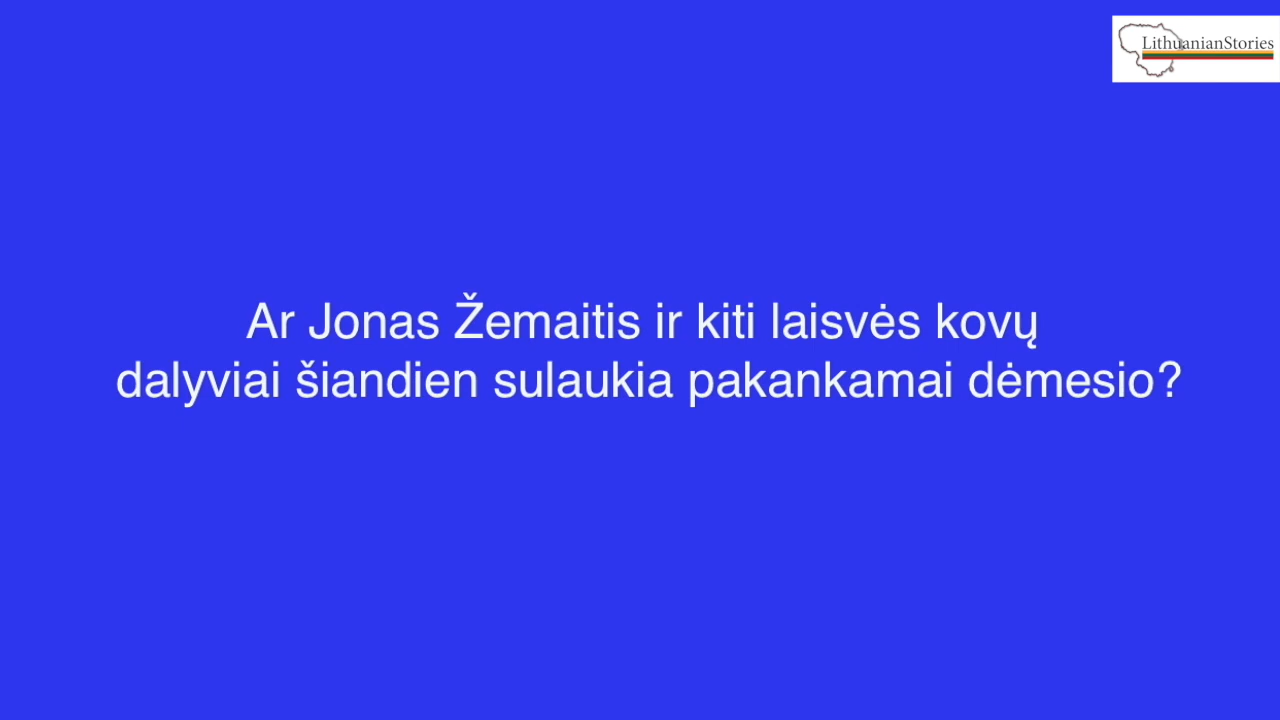 LithuanianStories
Ar Jonas Žemaitis ir kiti laisvės kovų
dalyviai šiandien sulaukia pakankamai dėmesio?